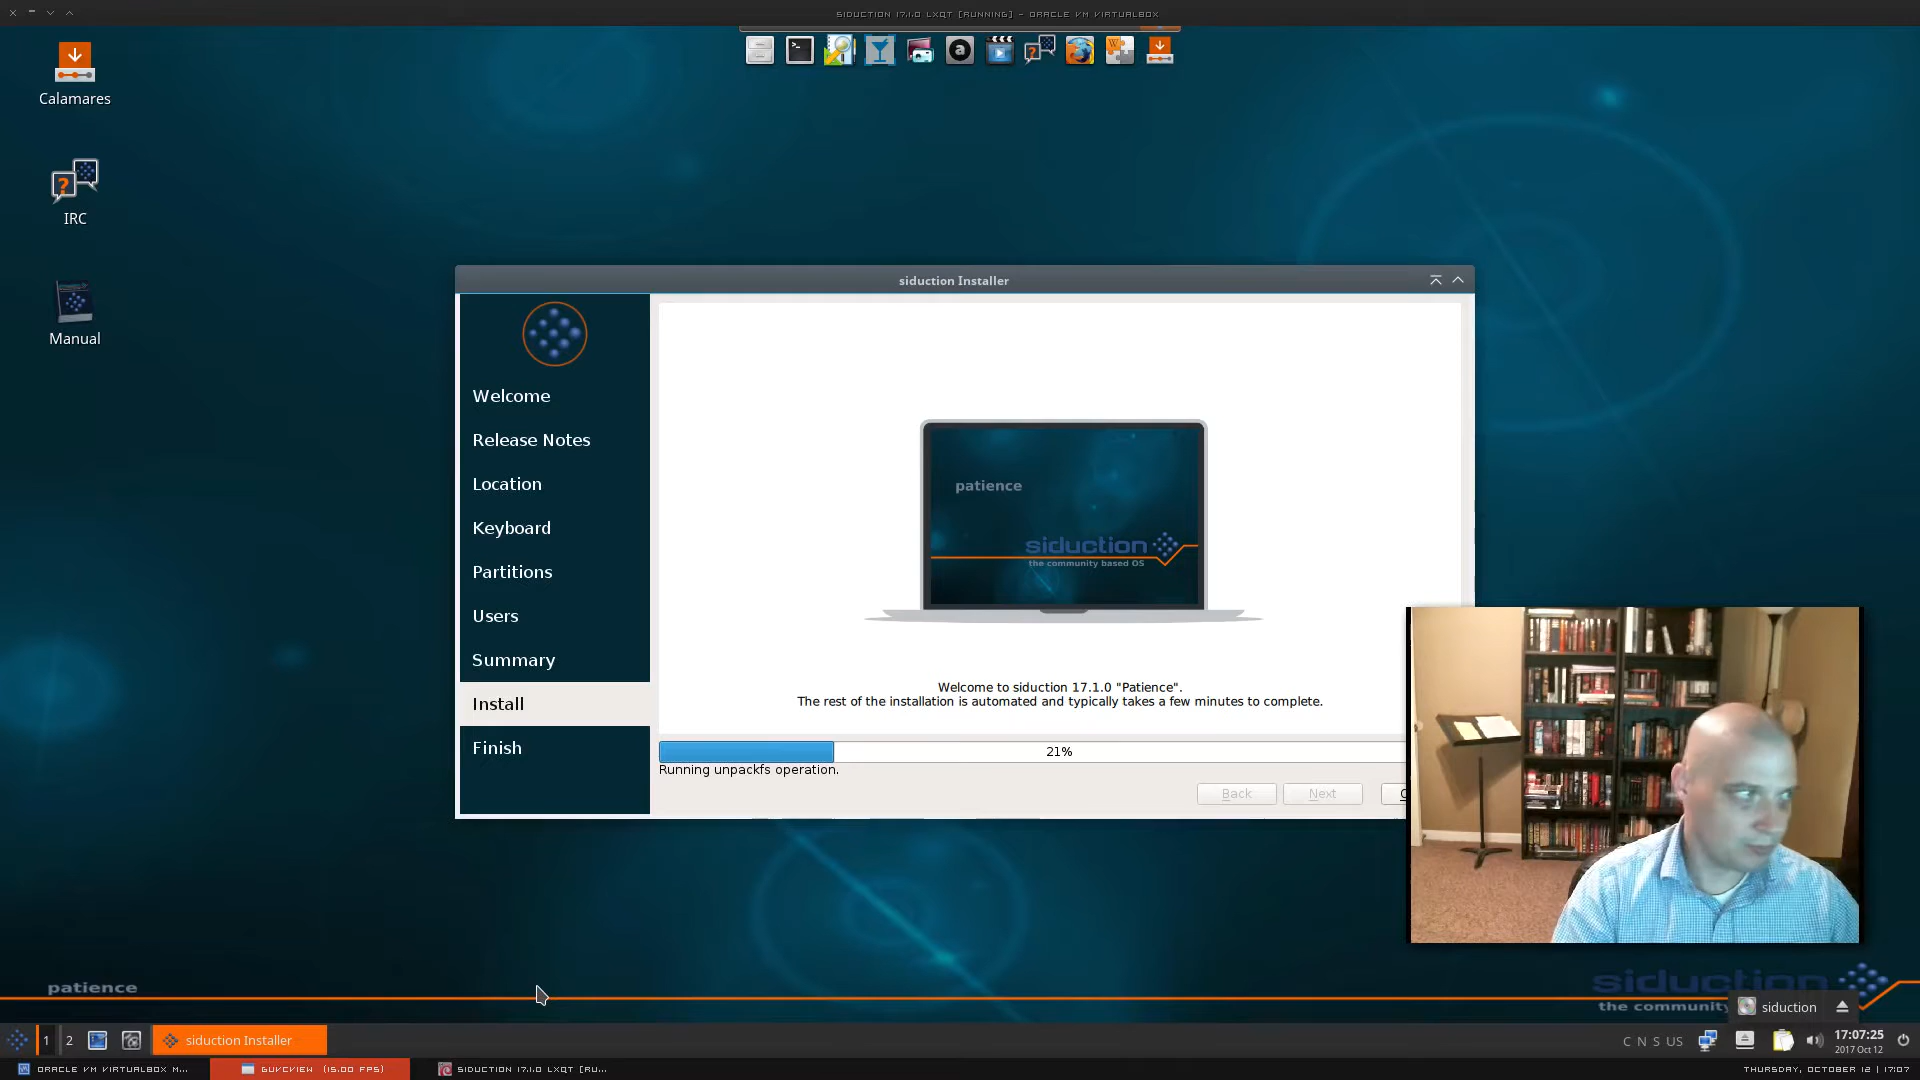 SIDUCTION 17.1.0 LXQT [RUNNING] - ORACLE VM VIRTUALBOX
Calamares
IRC
Manual
siduction Installer
Welcome
Release Notes
Location
Keyboard
Partitions
Users
Summary
Install
Finish
patience
siduction
the community based OS
Welcome to siduction 17.1.0 "Patience".
The rest of the installation is automated and typically takes a few minutes to complete.
21%
Running unpackfs operation.
Back
Next
patience
siduction
the community
siduction
1
2
siduction Installer
C N S US
17:07:25
2017 Oct 12
ORACLE VM VIRTUALBOX M...
GUVCVIEW (15.00 FPS)
SIDUCTION 17.1.0 LXQT [RU...
THURSDAY, OCTOBER 12 | 17:07